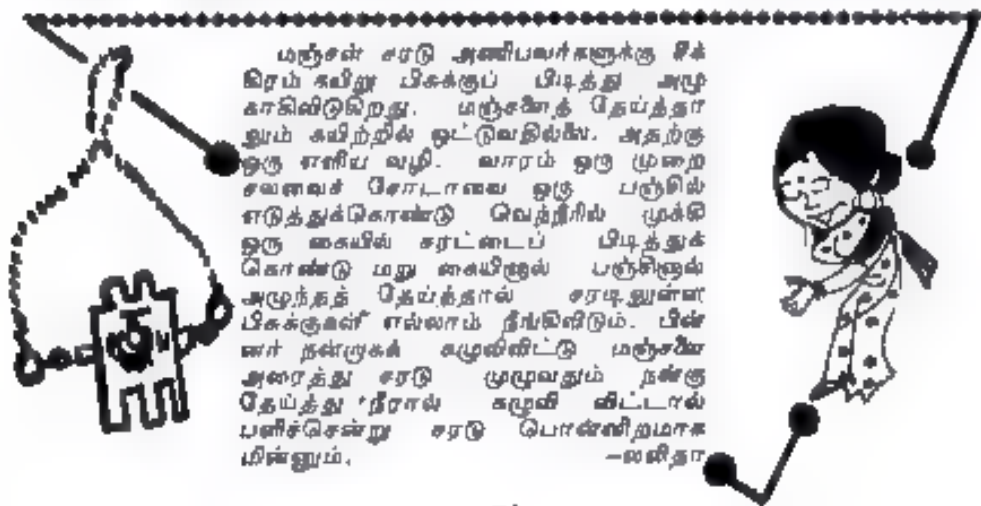 மஞ்சள் சரடு அணிபவர்களுக்கு சீக்
கிரம் கயிறு பிசுக்குப் பிடித்து அழு
காகிவிடுகிறது. மஞ்சளைத் தேய்த்தா
லும் கயிற்றில் ஒட்டுவதில்லை. அதற்கு
ஒரு எளிய வழி. வாரம் ஒரு முறை
சலவைச் சோடாவை ஒரு பஞ்சில்
எடுத்துக்கொண்டு வெந்நீரில் முக்கி
ஒரு கையில் சரட்டைப் பிடித்துக்
கொண்டு மறு கையினால் பஞ்சினால்
அழுந்தத் தேய்த்தால் சரடிலுள்ள
பிசுக்குகள் எல்லாம் நீங்கிவிடும். பின்
னர் நன்றாகக் கழுவிவிட்டு மஞ்சளை
அரைத்து சரடு முழுவதும் நன்கு
தேய்த்து நீரால் கழுவி விட்டால்
பளிச்சென்று சரடு பொன்னிறமாக
மின்னும். –லலிதா